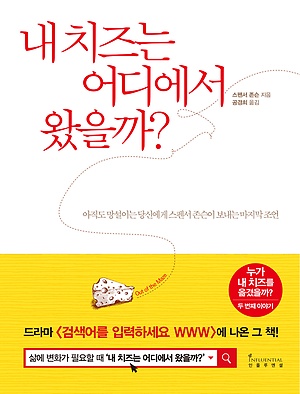 내 치즈는
어디에서
왔을까?
스펜서 존슨 지음
공경희 옮김
아직도 망설이는 당신에게 스펜서 존슨이 보내는 마지막 조언
Out of the Maze
누가
내 치즈를
옮겼을까?
두 번째 이야기
드라마 <검색어를 입력하세요 WWW>에 나온 그 책!
삶에 변화가 필요할 때 '내 치즈는 어디에서 왔을까?'
INFLUENTIAL
인플루엔셜